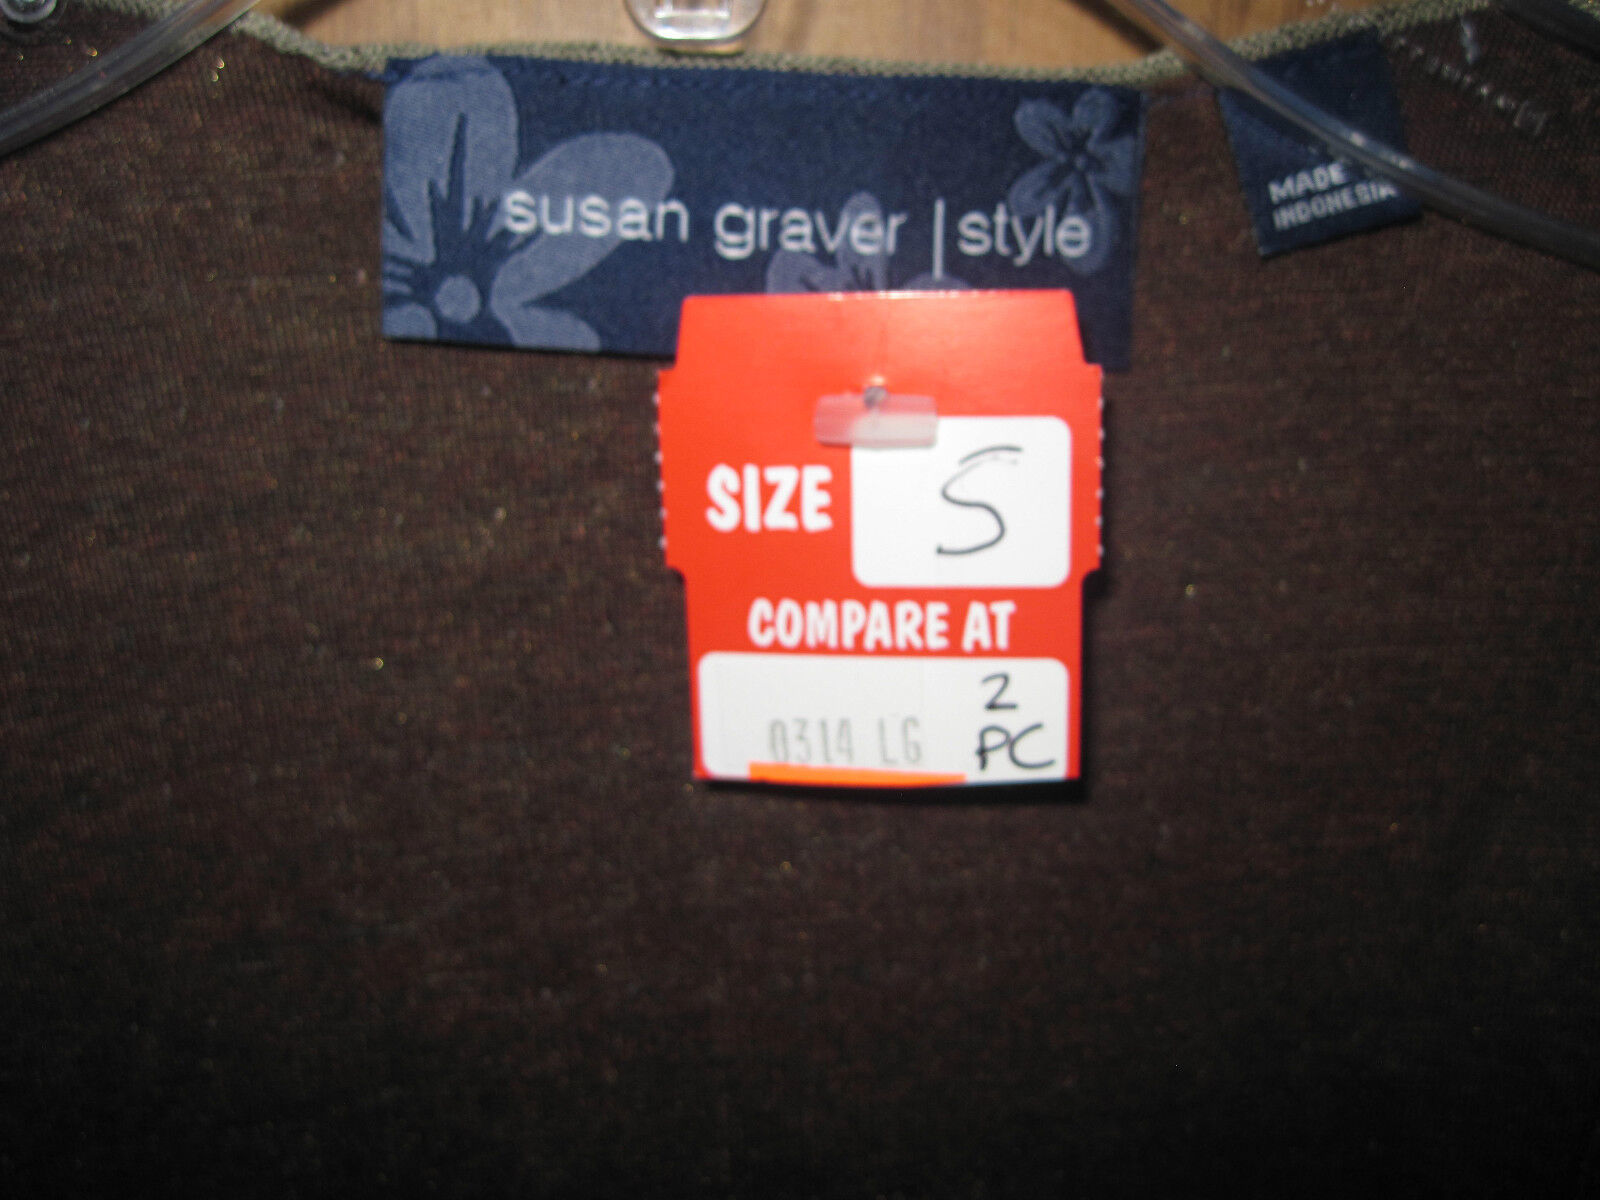 susan graver | style
MADE
INDONESIA
SIZE S
COMPARE AT
2
0314 LG PC